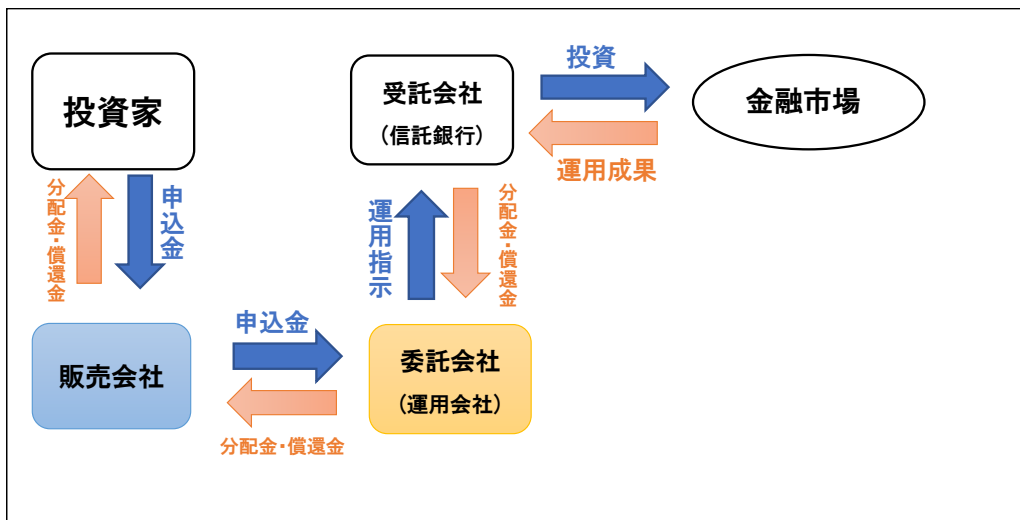 投資家
受託会社
(信託銀行)
投資
金融市場
運用成果
分配金・償還金
申込金
運用指示
分配金・償還金
販売会社
申込金
委託会社
(運用会社)
分配金・償還金